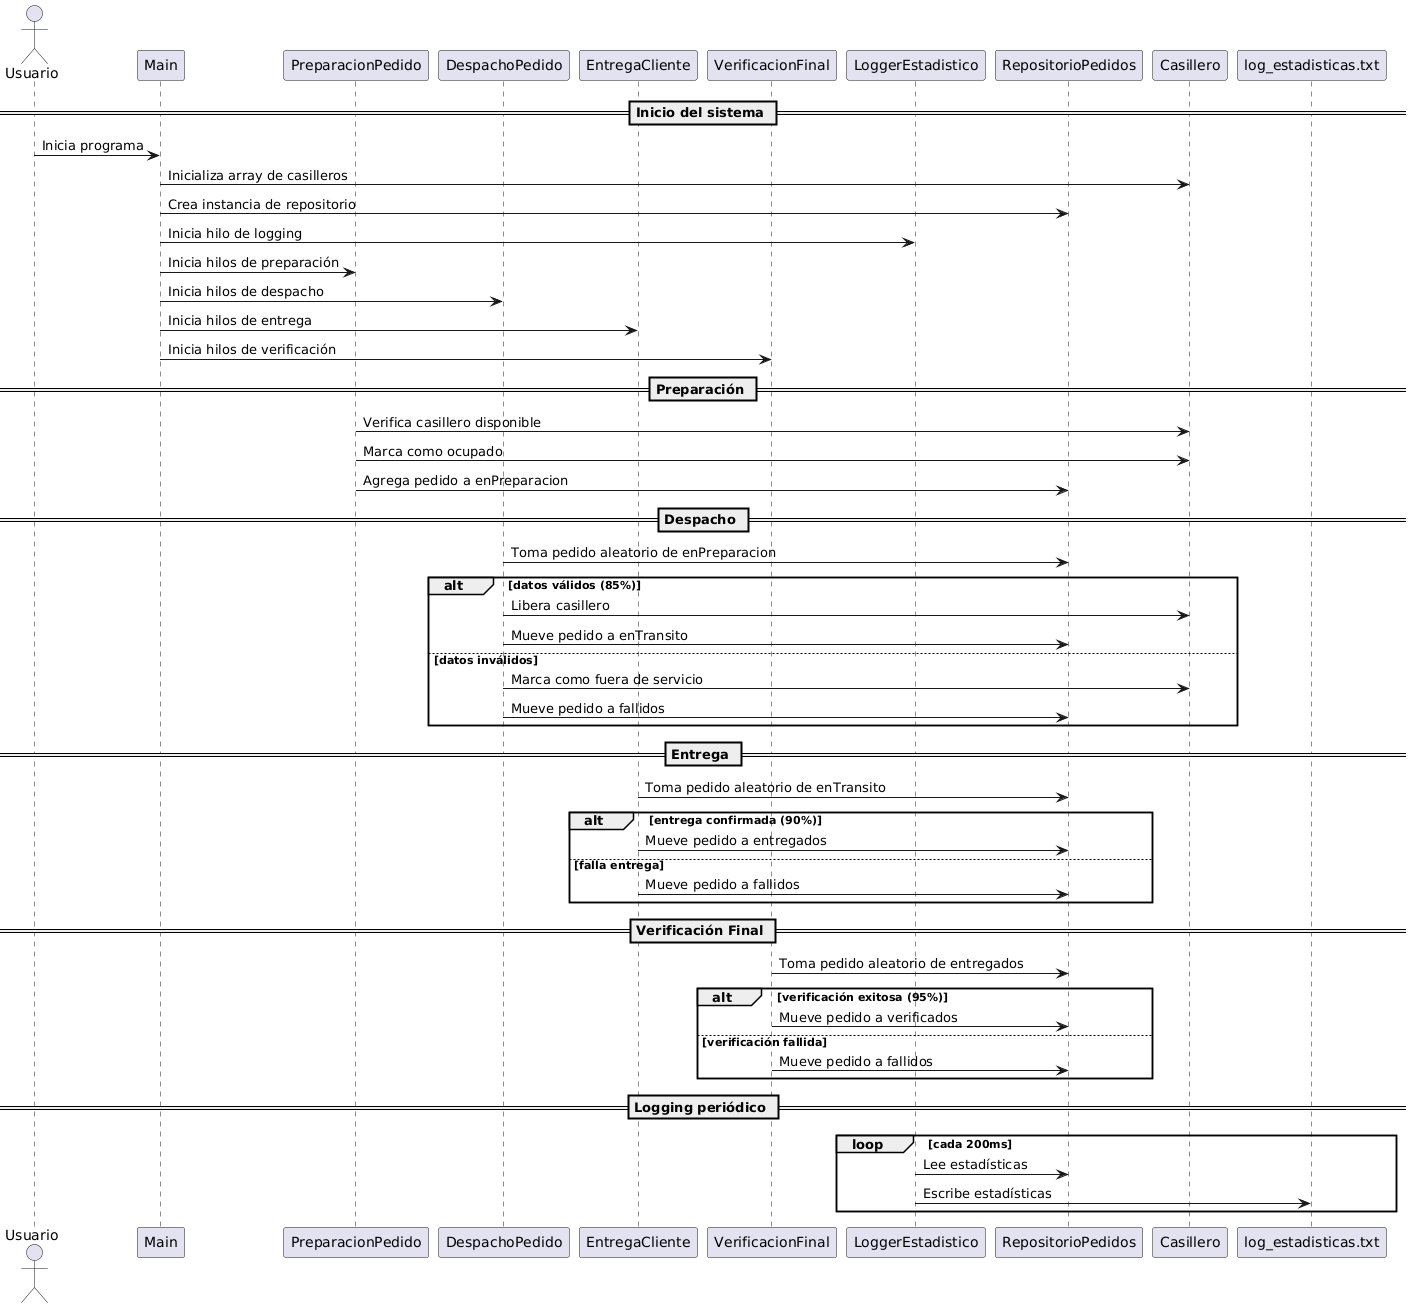 Usuario
Main
PreparacionPedido
DespachoPedido
EntregaCliente
VerificacionFinal
LoggerEstadistico
RepositorioPedidos
Casillero
log_estadisticas.txt
Inicio del sistema
Inicia programa
Inicializa array de casilleros
Crea instancia de repositorio
Inicia hilo de logging
Inicia hilos de preparación
Inicia hilos de despacho
Inicia hilos de entrega
Inicia hilos de verificación
Preparación
Verifica casillero disponible
Marca como ocupado
Agrega pedido a enPreparacion
Despacho
Toma pedido aleatorio de enPreparacion
alt [datos válidos (85%)]
Libera casillero
Mueve pedido a enTransito
[datos inválidos]
Marca como fuera de servicio
Mueve pedido a fallidos
Entrega
Toma pedido aleatorio de enTransito
alt [entrega confirmada (90%)]
Mueve pedido a entregados
[falla entrega]
Mueve pedido a fallidos
Verificación Final
Toma pedido aleatorio de entregados
alt [verificación exitosa (95%)]
Mueve pedido a verificados
[verificación fallida]
Mueve pedido a fallidos
Logging periódico
loop [cada 200ms]
Lee estadísticas
Escribe estadísticas
Usuario
Main
PreparacionPedido
DespachoPedido
EntregaCliente
VerificacionFinal
LoggerEstadistico
RepositorioPedidos
Casillero
log_estadisticas.txt